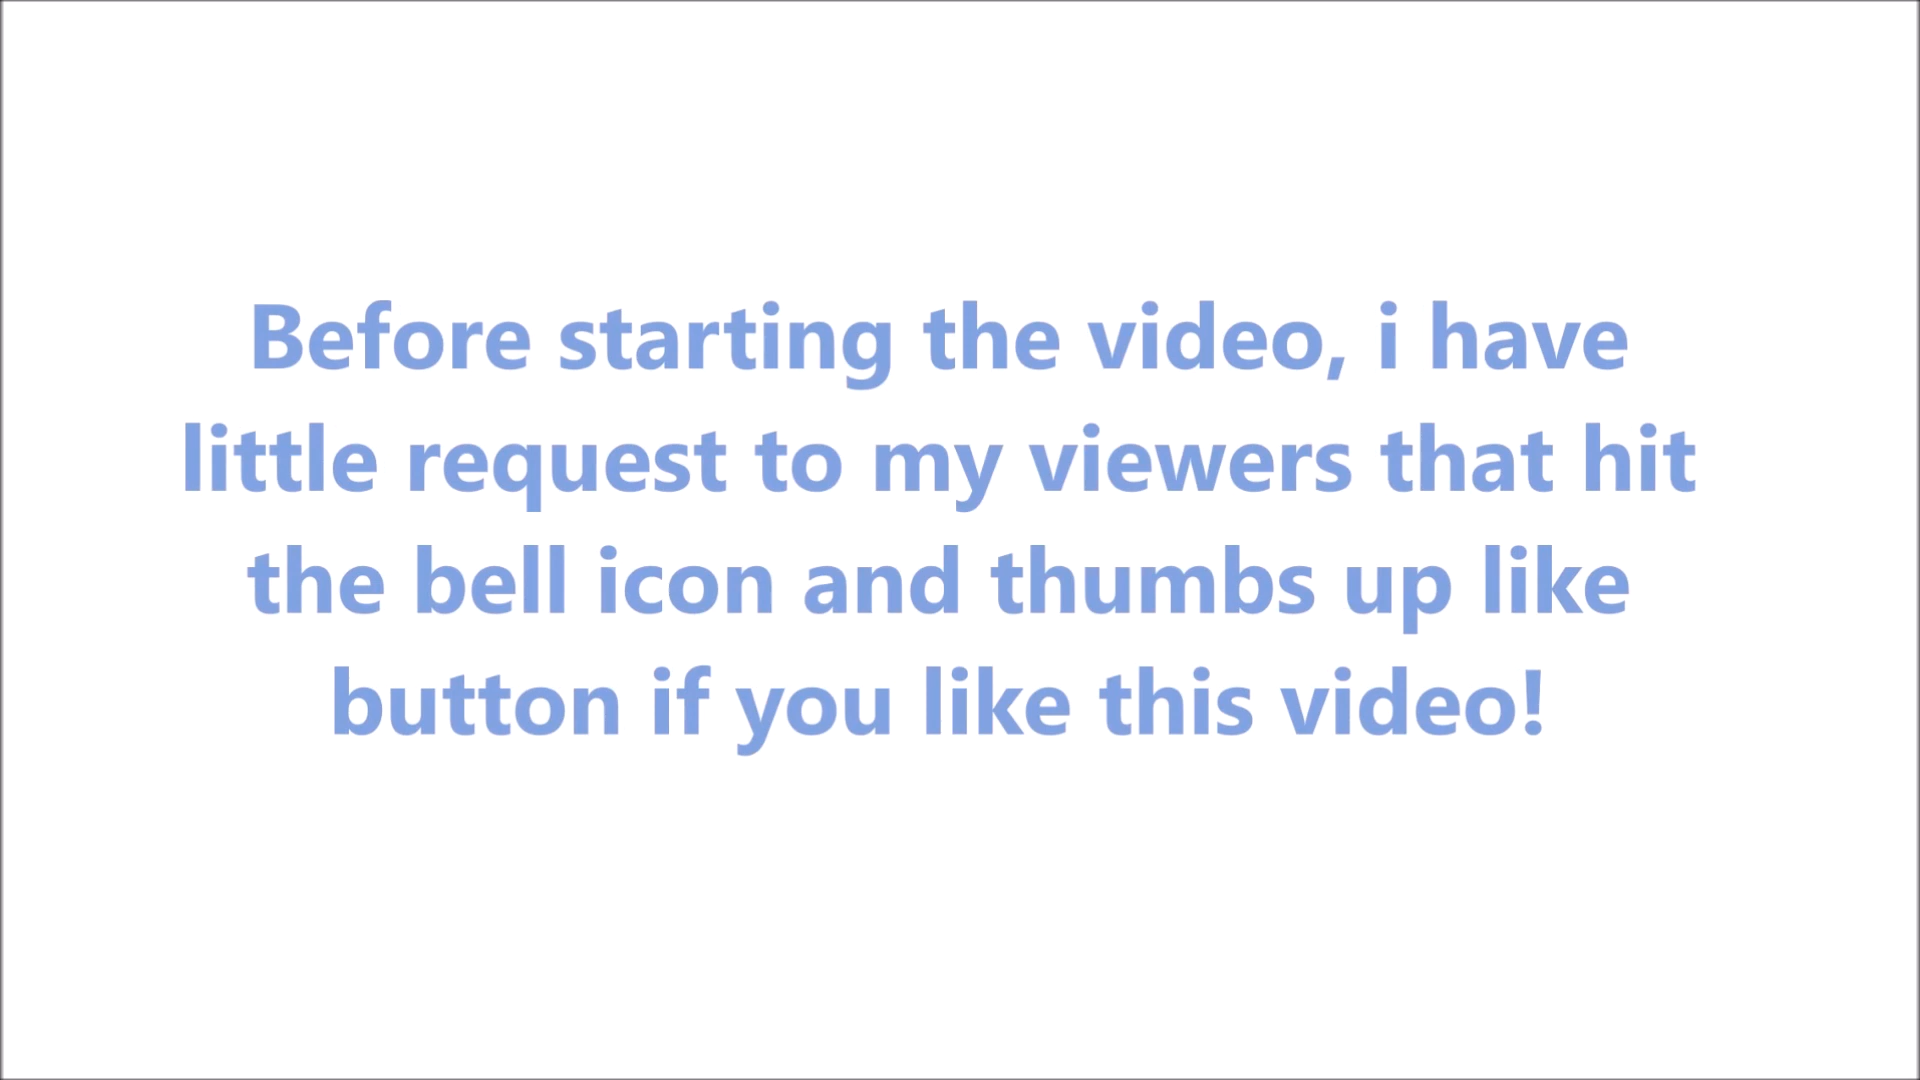 Before starting the video, i have
little request to my viewers that hit
the bell icon and thumbs up like
button if you like this video!